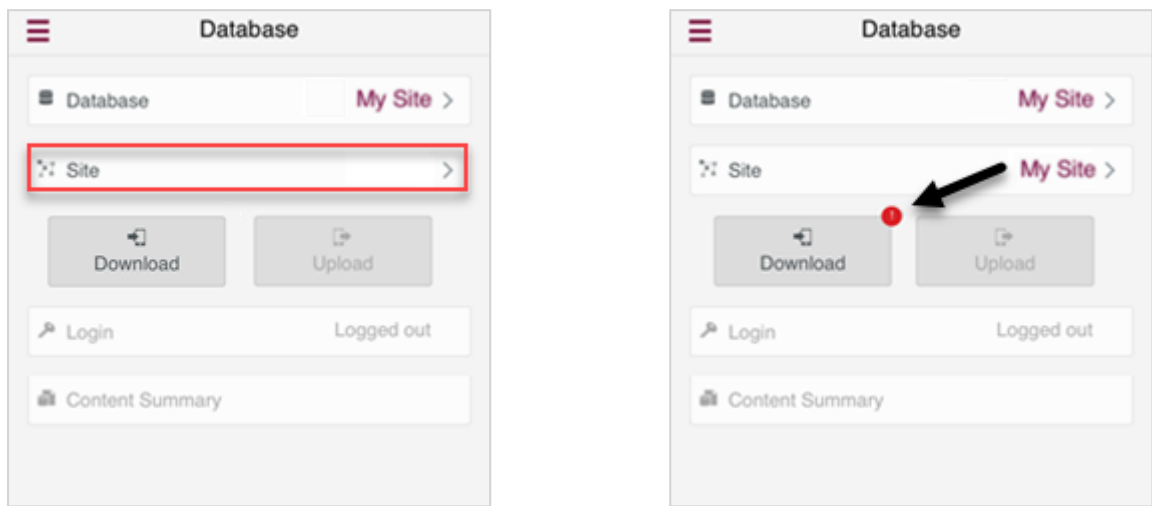 Database
Database My Site >
Site >
Download Upload
Login Logged out
Content Summary
Database
Database My Site >
Site My Site >
!
Download Upload
Login Logged out
Content Summary